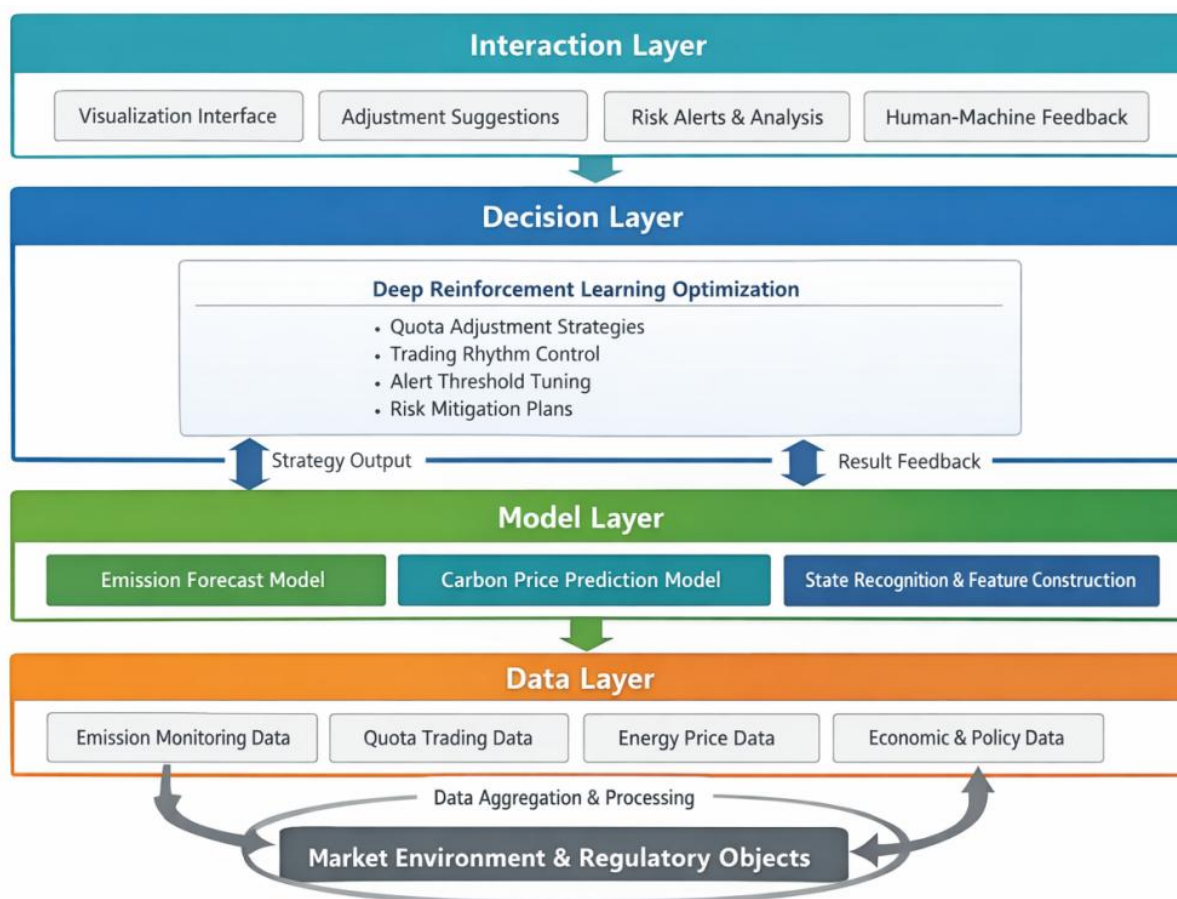 Interaction Layer
Visualization Interface
Adjustment Suggestions
Risk Alerts & Analysis
Human-Machine Feedback
Decision Layer
Deep Reinforcement Learning Optimization
• Quota Adjustment Strategies
• Trading Rhythm Control
• Alert Threshold Tuning
• Risk Mitigation Plans
Strategy Output
Result Feedback
Model Layer
Emission Forecast Model
Carbon Price Prediction Model
State Recognition & Feature Construction
Data Layer
Emission Monitoring Data
Quota Trading Data
Energy Price Data
Economic & Policy Data
Data Aggregation & Processing
Market Environment & Regulatory Objects